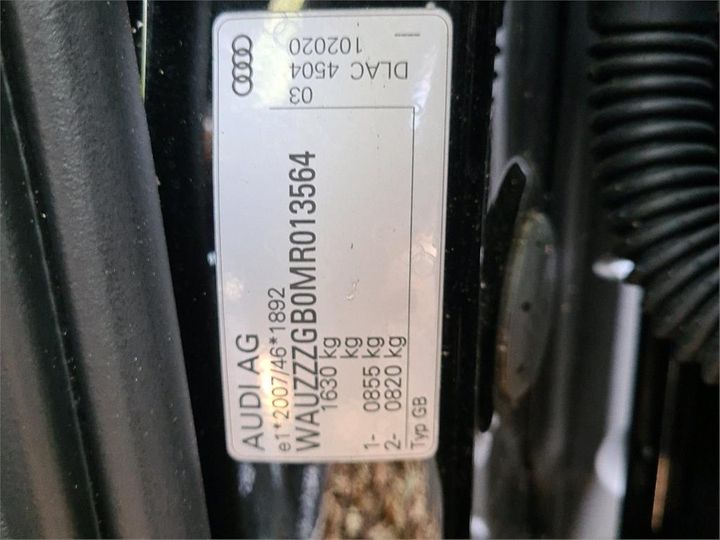 AUDI AG
e1*2007/46*1892
WAUZZZGB0MR013564
1630 kg
kg
1- 0855 kg
2- 0820 kg
Typ GB
03
DLAC 4504
102020